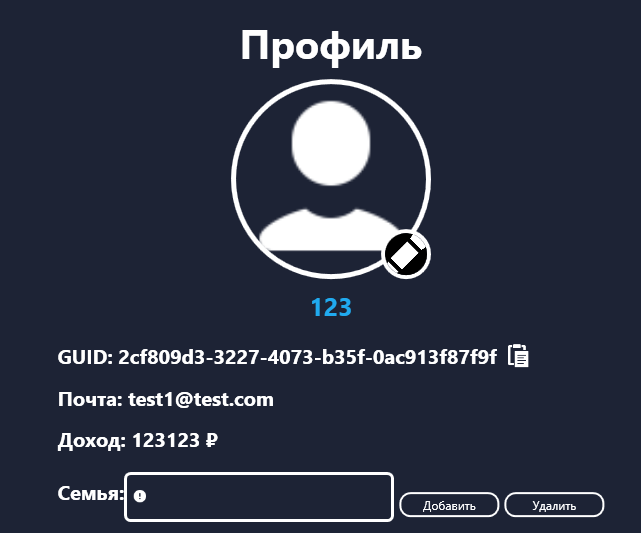 Профиль
123
GUID: 2cf809d3-3227-4073-b35f-0ac913f87f9f
Почта: test1@test.com
Доход: 123123 ₽
Семья: Добавить Удалить